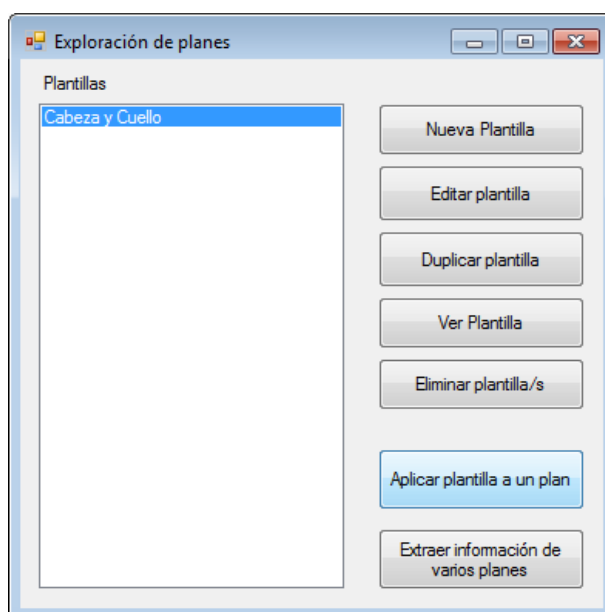 Exploración de planes
Plantillas
Cabeza y Cuello
Nueva Plantilla
Editar plantilla
Duplicar plantilla
Ver Plantilla
Eliminar plantilla/s
Aplicar plantilla a un plan
Extraer información de
varios planes